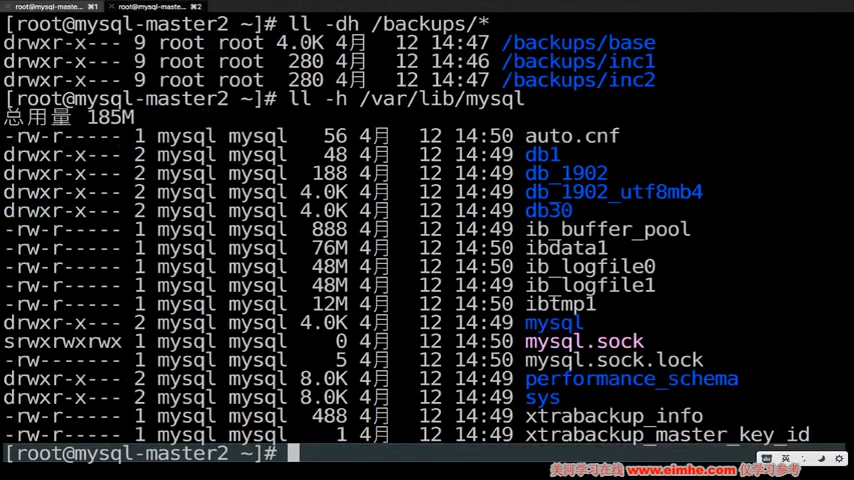 root@mysql-maste... ⌘1 root@mysql-maste... ⌘2
[root@mysql-master2 ~]# ll -dh /backups/*
drwxr-x--- 9 root root 4.0K 4月 12 14:47 /backups/base
drwxr-x--- 9 root root 280 4月 12 14:46 /backups/inc1
drwxr-x--- 9 root root 280 4月 12 14:47 /backups/inc2
[root@mysql-master2 ~]# ll -h /var/lib/mysql
总用量 185M
-rw-r----- 1 mysql mysql 56 4月 12 14:50 auto.cnf
drwxr-x--- 2 mysql mysql 48 4月 12 14:49 db1
drwxr-x--- 2 mysql mysql 188 4月 12 14:49 db_1902
drwxr-x--- 2 mysql mysql 4.0K 4月 12 14:49 db_1902_utf8mb4
drwxr-x--- 2 mysql mysql 4.0K 4月 12 14:49 db30
-rw-r----- 1 mysql mysql 888 4月 12 14:49 ib_buffer_pool
-rw-r----- 1 mysql mysql 76M 4月 12 14:50 ibdata1
-rw-r----- 1 mysql mysql 48M 4月 12 14:50 ib_logfile0
-rw-r----- 1 mysql mysql 48M 4月 12 14:49 ib_logfile1
-rw-r----- 1 mysql mysql 12M 4月 12 14:50 ibtmp1
drwxr-x--- 2 mysql mysql 4.0K 4月 12 14:49 mysql
srwxrwxrwx 1 mysql mysql 0 4月 12 14:50 mysql.sock
-rw------- 1 mysql mysql 5 4月 12 14:50 mysql.sock.lock
drwxr-x--- 2 mysql mysql 8.0K 4月 12 14:49 performance_schema
drwxr-x--- 2 mysql mysql 8.0K 4月 12 14:49 sys
-rw-r----- 1 mysql mysql 488 4月 12 14:49 xtrabackup_info
-rw-r----- 1 mysql mysql 1 4月 12 14:49 xtrabackup_master_key_id
[root@mysql-master2 ~]#
英
美河学习在线 www.eimhe.com 仅学习参考